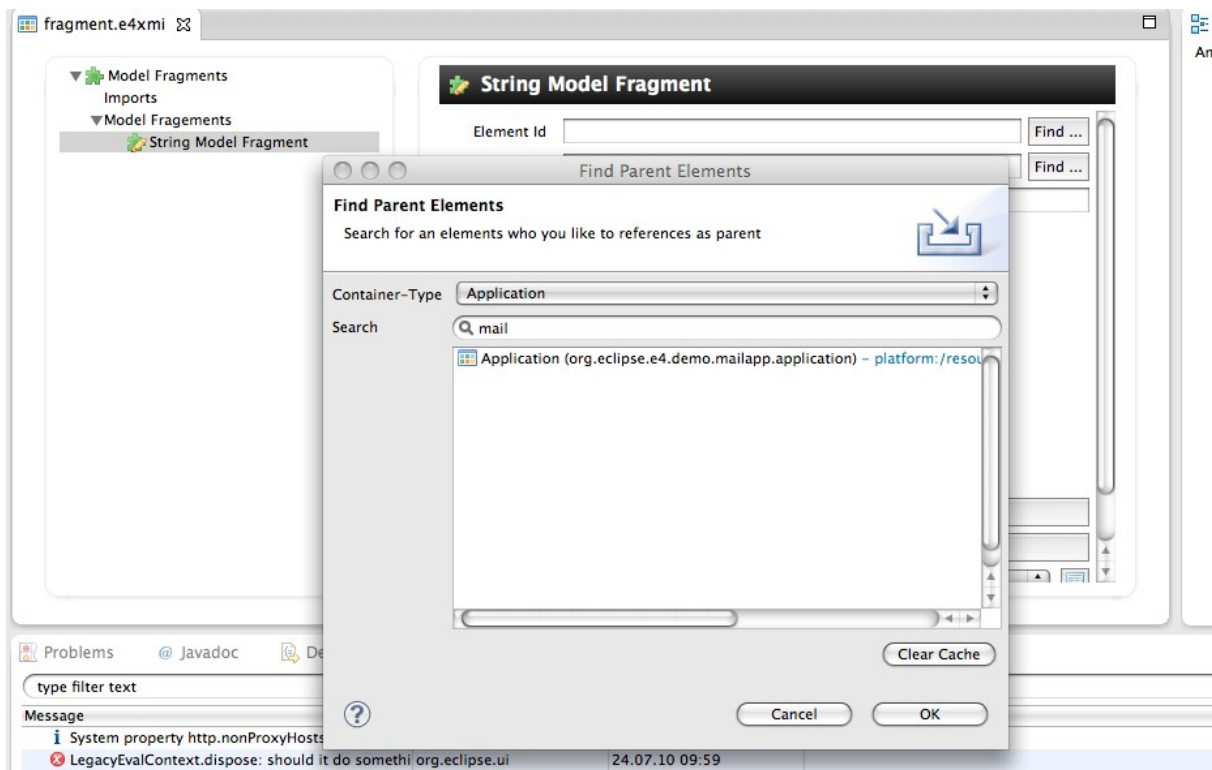 fragment.e4xmi
An
Model Fragments
Imports
Model Fragements
String Model Fragment
String Model Fragment
Element Id
Find ...
Find ...
Find Parent Elements
Find Parent Elements
Search for an elements who you like to references as parent
Container-Type
Application
Search
mail
Application (org.eclipse.e4.demo.mailapp.application) – platform:/resou
Clear Cache
Cancel
OK
Problems
@ Javadoc
De
type filter text
Message
System property http.nonProxyHosts
LegacyEvalContext.dispose: should it do somethi org.eclipse.ui 24.07.10 09:59